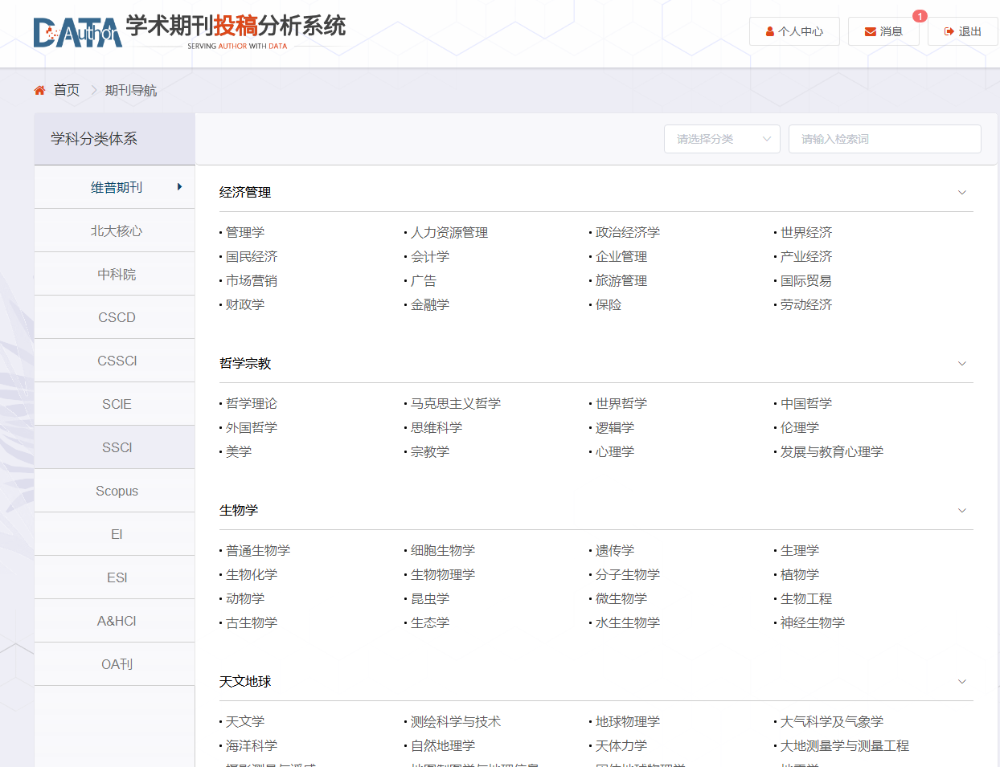 DATA Author 学术期刊投稿分析系统
SERVING AUTHOR WITH DATA
个人中心
消息 1
退出
首页 期刊导航
学科分类体系
请选择分类
请输入检索词
维普期刊
北大核心
中科院
CSCD
CSSCI
SCIE
SSCI
Scopus
EI
ESI
A&HCI
OA刊
经济管理
管理学 人力资源管理 政治经济学 世界经济
国民经济 会计学 企业管理 产业经济
市场营销 广告 旅游管理 国际贸易
财政学 金融学 保险 劳动经济
哲学宗教
哲学理论 马克思主义哲学 世界哲学 中国哲学
外国哲学 思维科学 逻辑学 伦理学
美学 宗教学 心理学 发展与教育心理学
生物学
普通生物学 细胞生物学 遗传学 生理学
生物化学 生物物理学 分子生物学 植物学
动物学 昆虫学 微生物学 生物工程
古生物学 生态学 水生生物学 神经生物学
天文地球
天文学 测绘科学与技术 地球物理学 大气科学及气象学
海洋科学 自然地理学 天体力学 大地测量学与测量工程